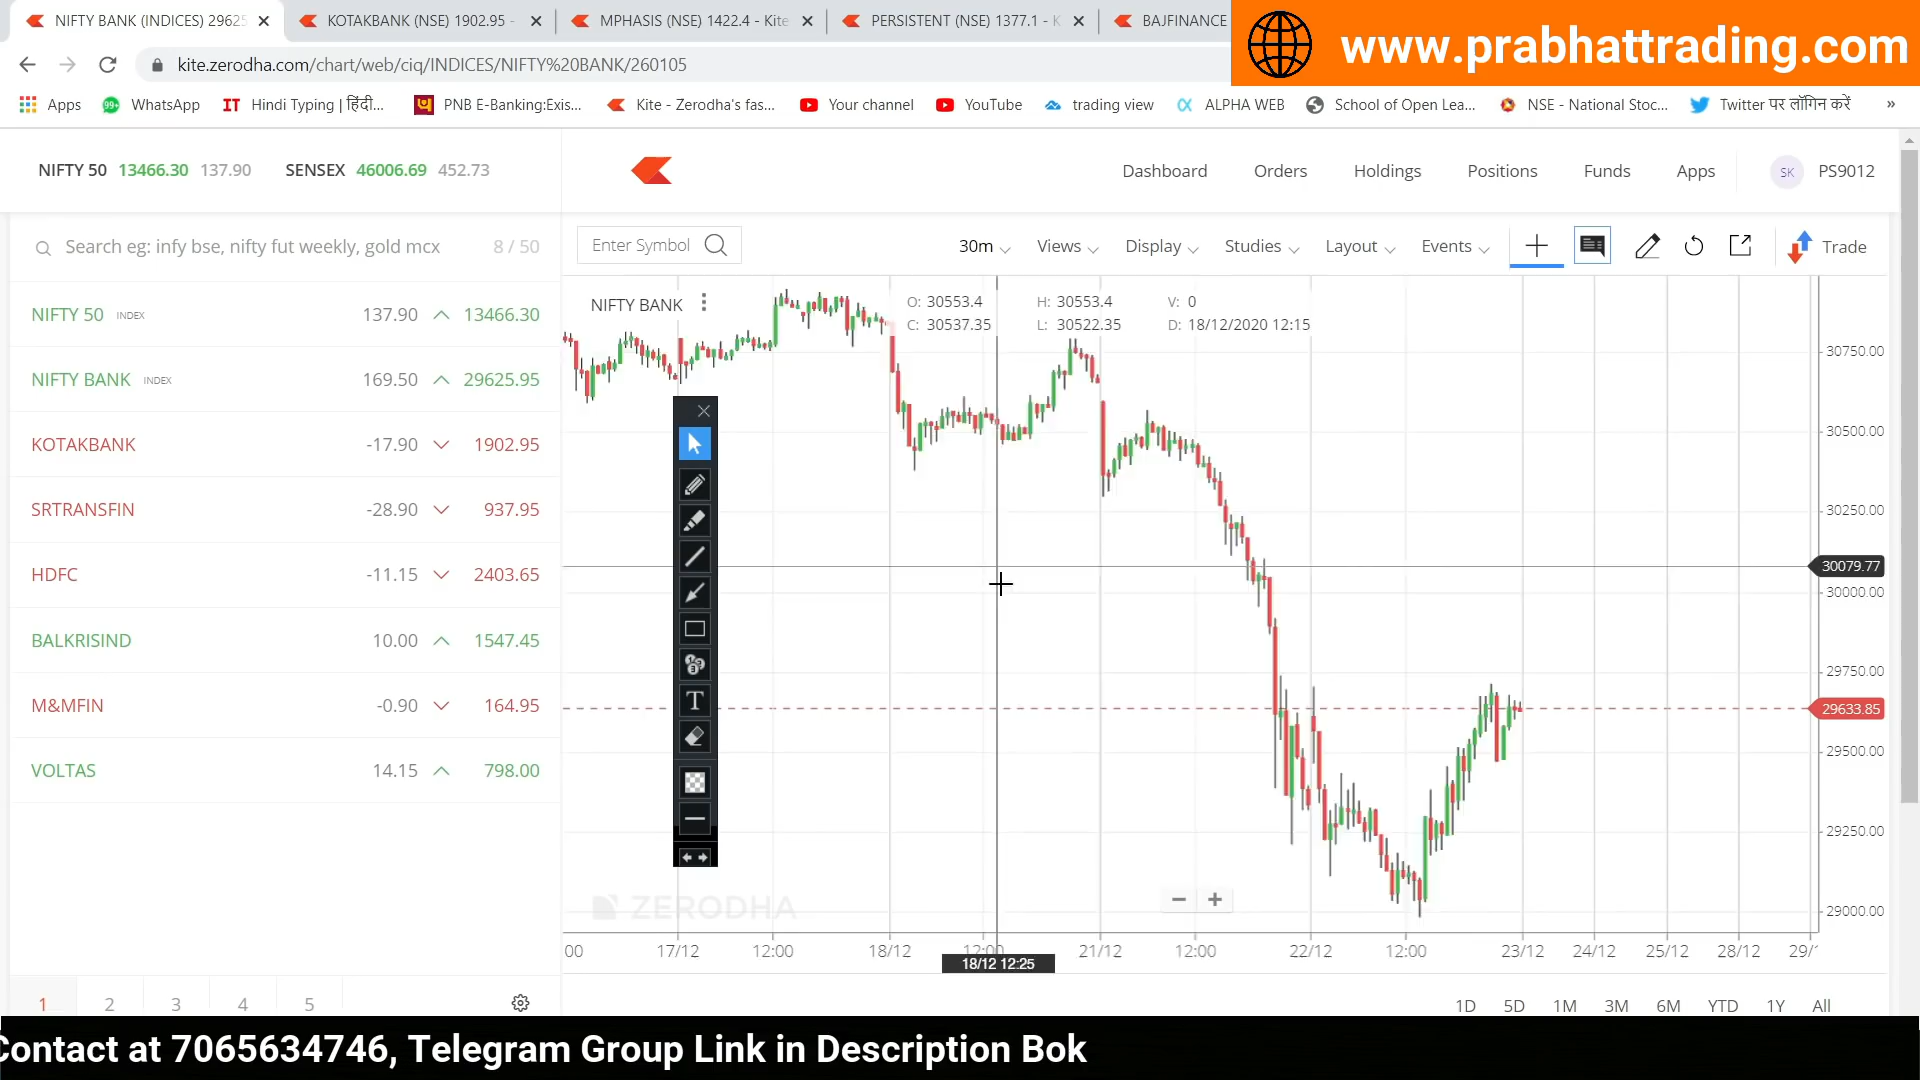 NIFTY BANK (INDICES) 29625
KOTAKBANK (NSE) 1902.95 -
MPHASIS (NSE) 1422.4 - Kite
PERSISTENT (NSE) 1377.1 - K
BAJFINANCE
www.prabhattrading.com
kite.zerodha.com/chart/web/ciq/INDICES/NIFTY%20BANK/260105
Apps
99+
WhatsApp
IT
Hindi Typing | हिंदी...
PNB E-Banking:Exis...
Kite - Zerodha's fas...
Your channel
YouTube
trading view
ALPHA WEB
School of Open Lea...
NSE - National Stoc...
Twitter पर लॉगिन करें
»
NIFTY 50 13466.30 137.90 SENSEX 46006.69 452.73
Dashboard
Orders
Holdings
Positions
Funds
Apps
SK
PS9012
Search eg: infy bse, nifty fut weekly, gold mcx 8 / 50
Enter Symbol
30m
Views
Display
Studies
Layout
Events
Trade
NIFTY 50 INDEX 137.90 13466.30
NIFTY BANK INDEX 169.50 29625.95
KOTAKBANK -17.90 1902.95
SRTRANSFIN -28.90 937.95
HDFC -11.15 2403.65
BALKRISIND 10.00 1547.45
M&MFIN -0.90 164.95
VOLTAS 14.15 798.00
NIFTY BANK
O: 30553.4 H: 30553.4 V: 0
C: 30537.35 L: 30522.35 D: 18/12/2020 12:15
T
30750.00
30500.00
30250.00
30079.77
30000.00
29750.00
29633.85
29500.00
29250.00
29000.00
ZERODHA
00 17/12 12:00 18/12 12:00 21/12 12:00 22/12 12:00 23/12 24/12 25/12 28/12 29/
18/12 12:25
1 2 3 4 5
1D 5D 1M 3M 6M YTD 1Y All
Contact at 7065634746, Telegram Group Link in Description Bok